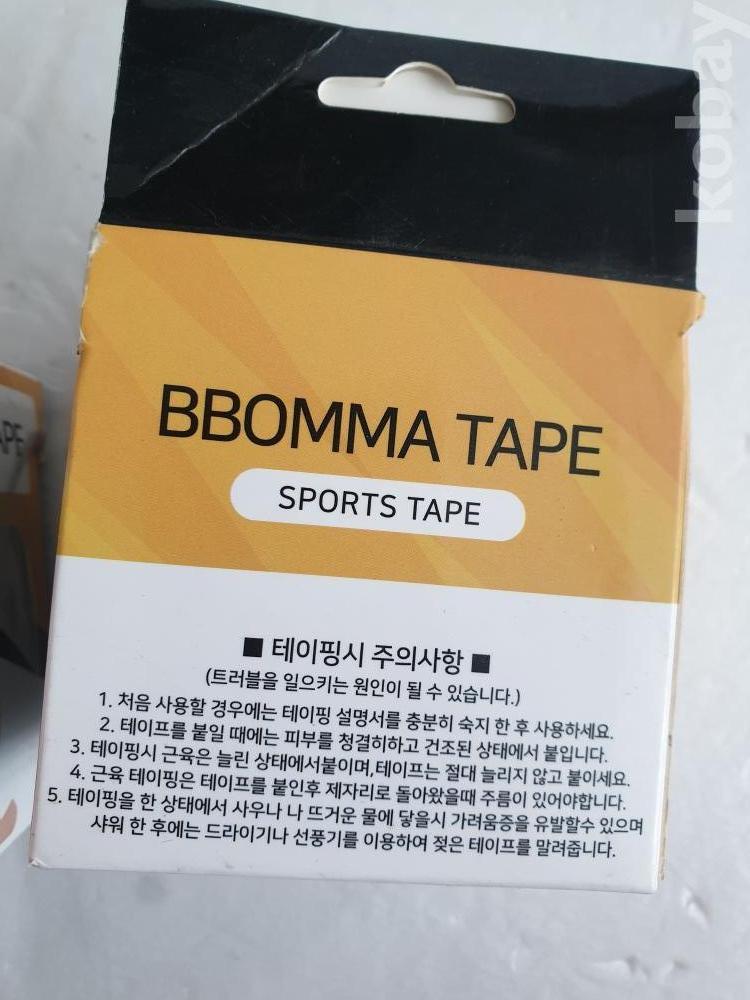 kobay
BBOMMA TAPE
SPORTS TAPE
APE
■ 테이핑시 주의사항 ■
(트러블을 일으키는 원인이 될 수 있습니다.)
1. 처음 사용할 경우에는 테이핑 설명서를 충분히 숙지 한 후 사용하세요.
2. 테이프를 붙일 때에는 피부를 청결히하고 건조된 상태에서 붙입니다.
3. 테이핑시 근육은 늘린 상태에서붙이며,테이프는 절대 늘리지 않고 붙이세요.
4. 근육 테이핑은 테이프를 붙인후 제자리로 돌아왔을때 주름이 있어야합니다.
5. 테이핑을 한 상태에서 사우나 나 뜨거운 물에 닿을시 가려움증을 유발할수 있으며
샤워 한 후에는 드라이기나 선풍기를 이용하여 젖은 테이프를 말려줍니다.